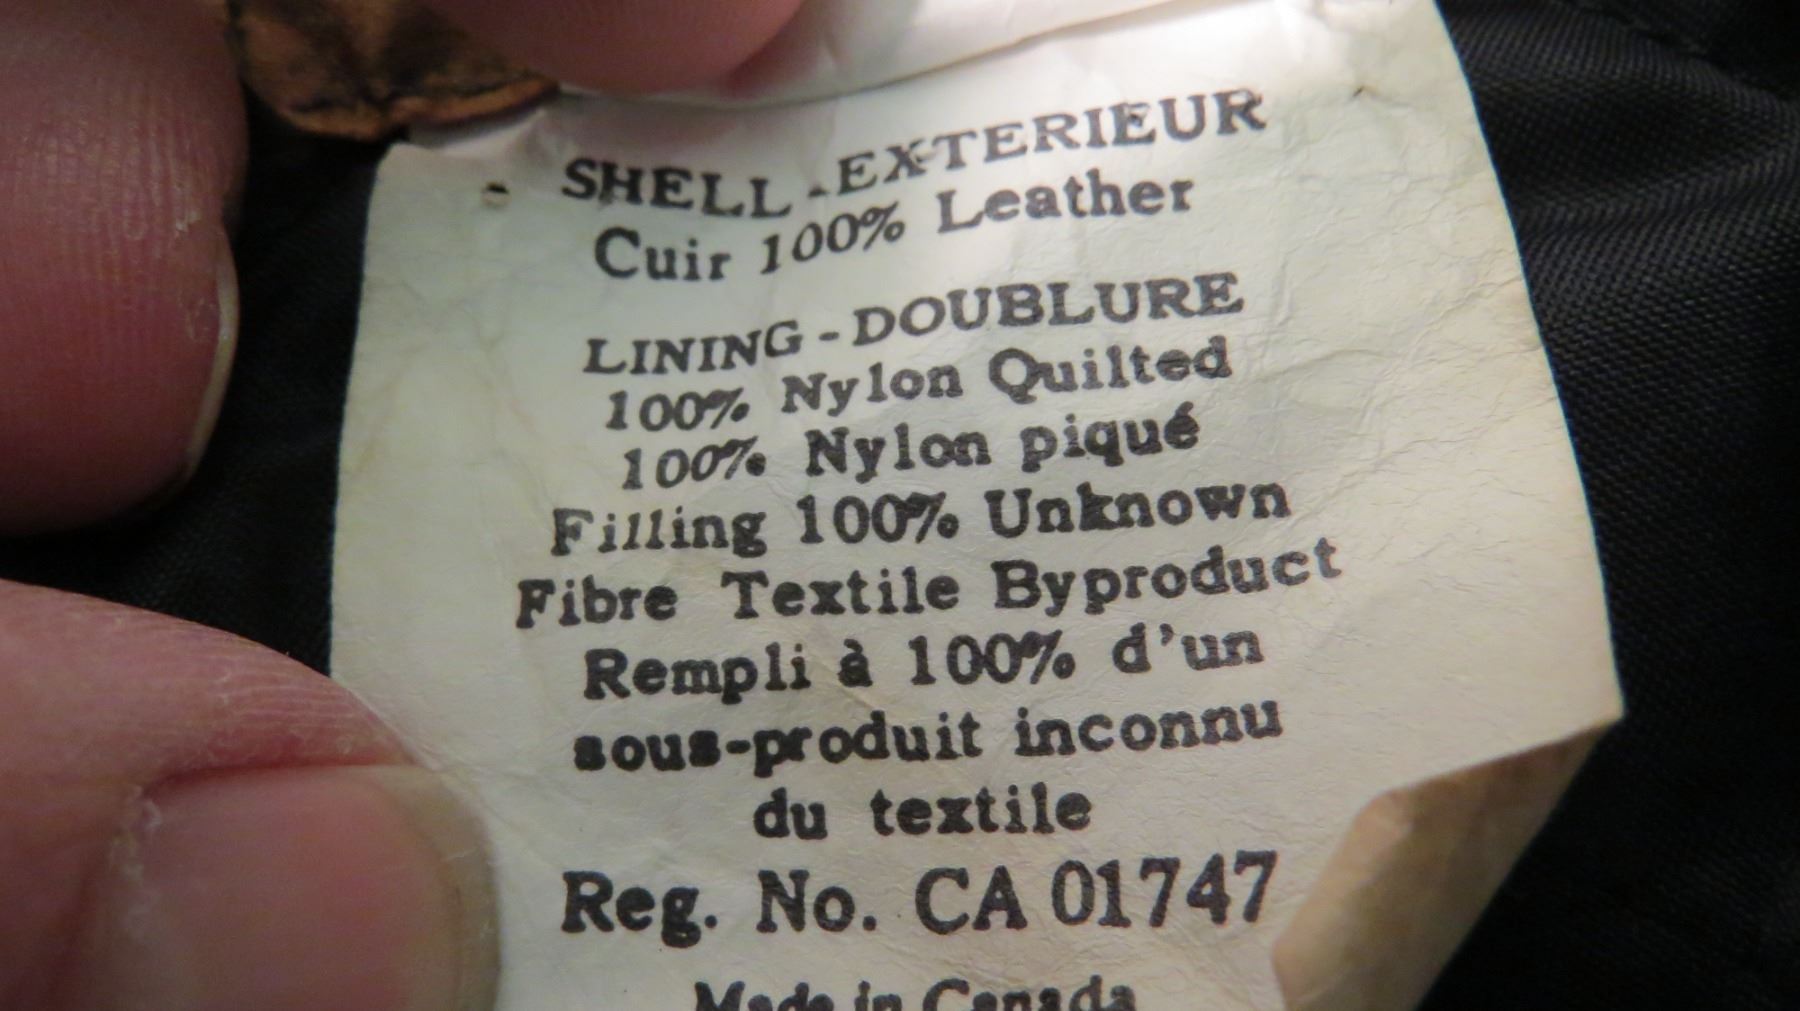 SHELL - EXTERIEUR
Cuir 100% Leather
LINING - DOUBLURE
100% Nylon Quilted
100% Nylon piqué
Filling 100% Unknown
Fibre Textile Byproduct
Rempli à 100% d'un
sous-produit inconnu
du textile
Reg. No. CA 01747
Made in Canada